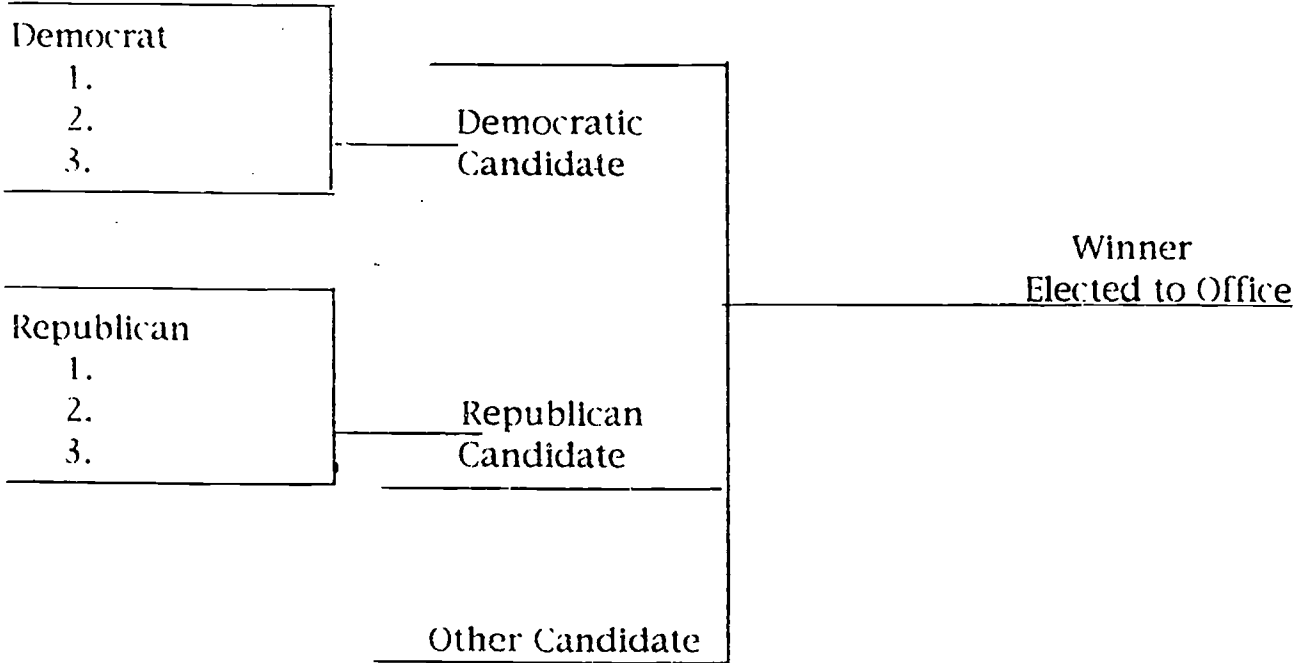 Democrat
1.
2.
3.
Democratic
Candidate
Republican
1.
2.
3.
Republican
Candidate
Other Candidate
Winner
Elected to Office